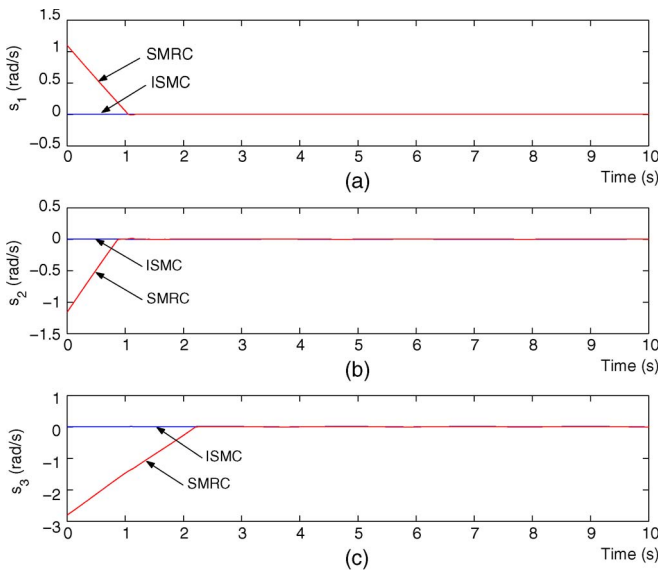 1.5
1
0.5
0
−0.5
s1 (rad/s)
SMRC
ISMC
0 1 2 3 4 5 6 7 8 9 10
Time (s)
(a)
0.5
0
−0.5
−1
−1.5
s2 (rad/s)
ISMC
SMRC
0 1 2 3 4 5 6 7 8 9 10
Time (s)
(b)
1
0
−1
−2
−3
s3 (rad/s)
ISMC
SMRC
0 1 2 3 4 5 6 7 8 9 10
Time (s)
(c)